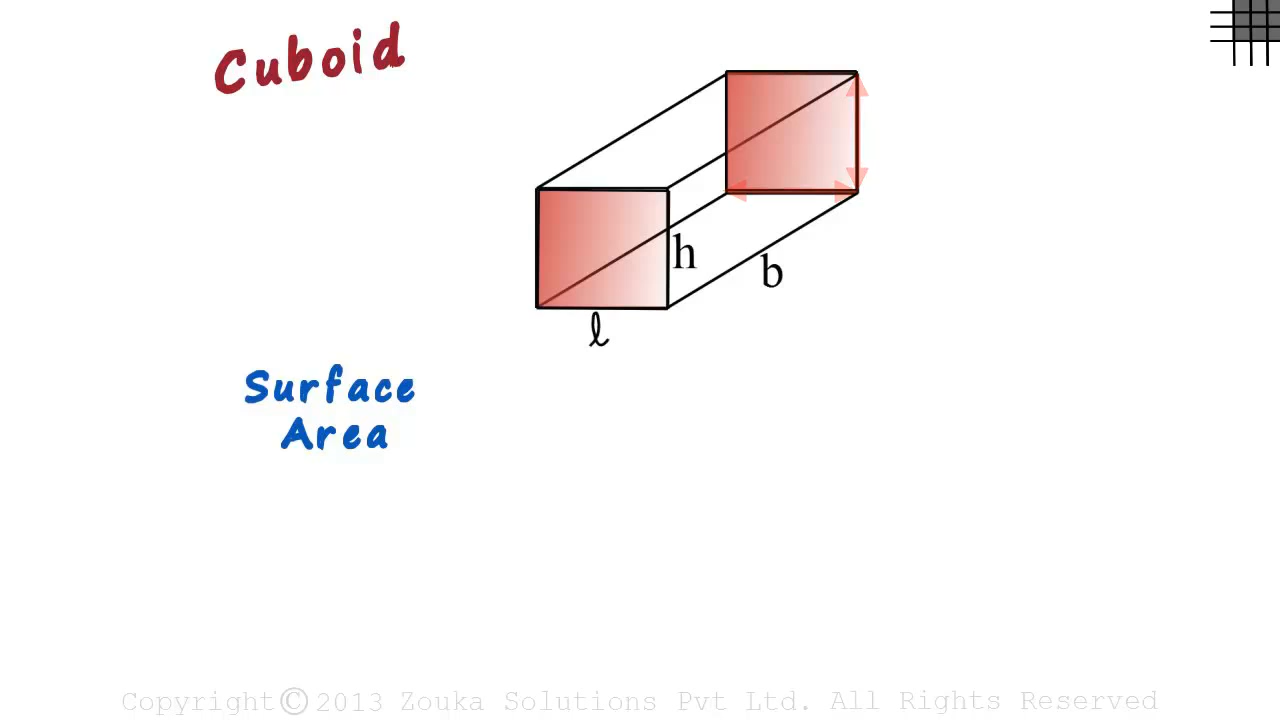 Cuboid
h
b
ℓ
Surface
Area
Copyright © 2013 Zouka Solutions Pvt Ltd. All Rights Reserved